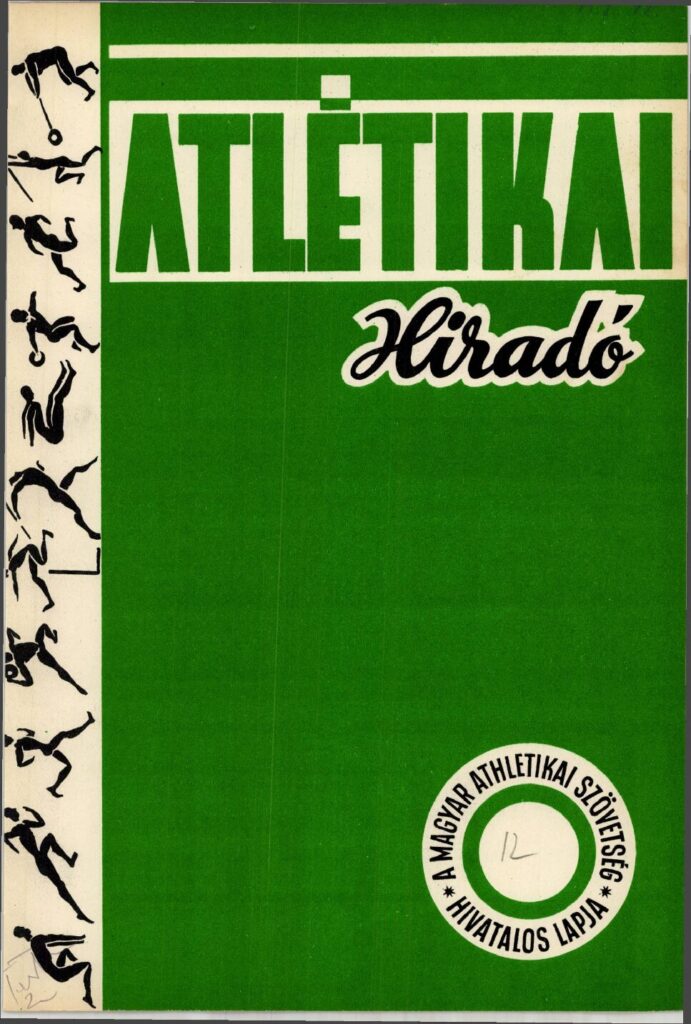 ATLÉTIKAI
Hiradó
* A MAGYAR ATHLETIKAI SZÖVETSÉG *
HIVATALOS LAPJA
12